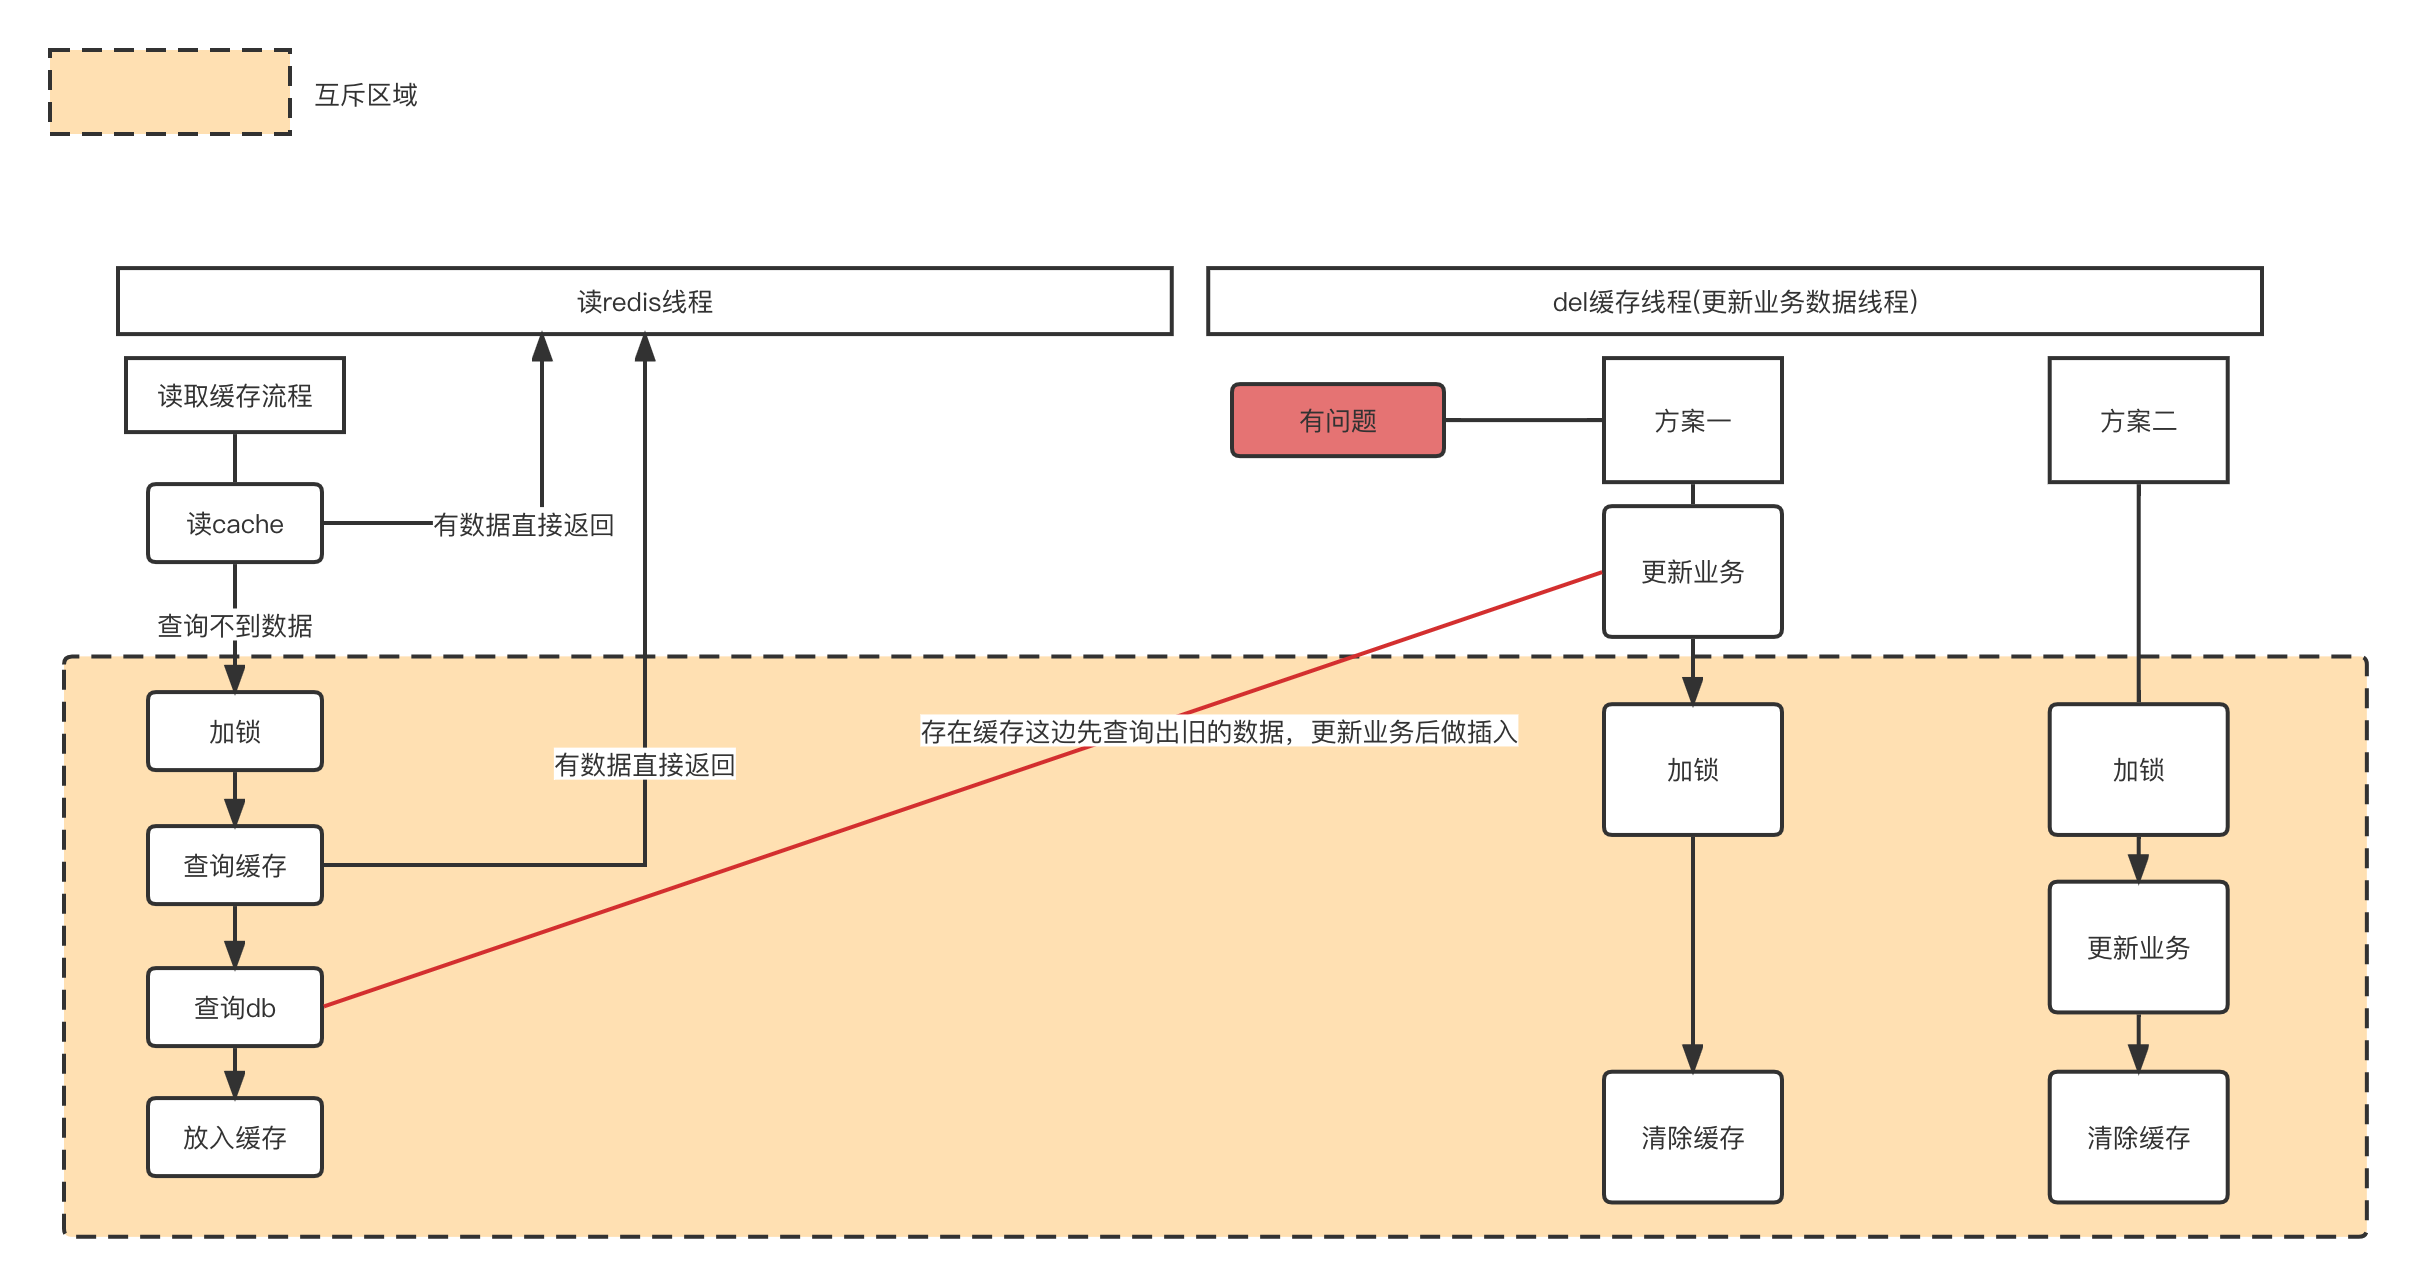 互斥区域
读redis线程
del缓存线程(更新业务数据线程)
读取缓存流程
有问题
方案一
方案二
读cache
有数据直接返回
更新业务
查询不到数据
加锁
存在缓存这边先查询出旧的数据，更新业务后做插入
有数据直接返回
加锁
加锁
查询缓存
更新业务
查询db
放入缓存
清除缓存
清除缓存